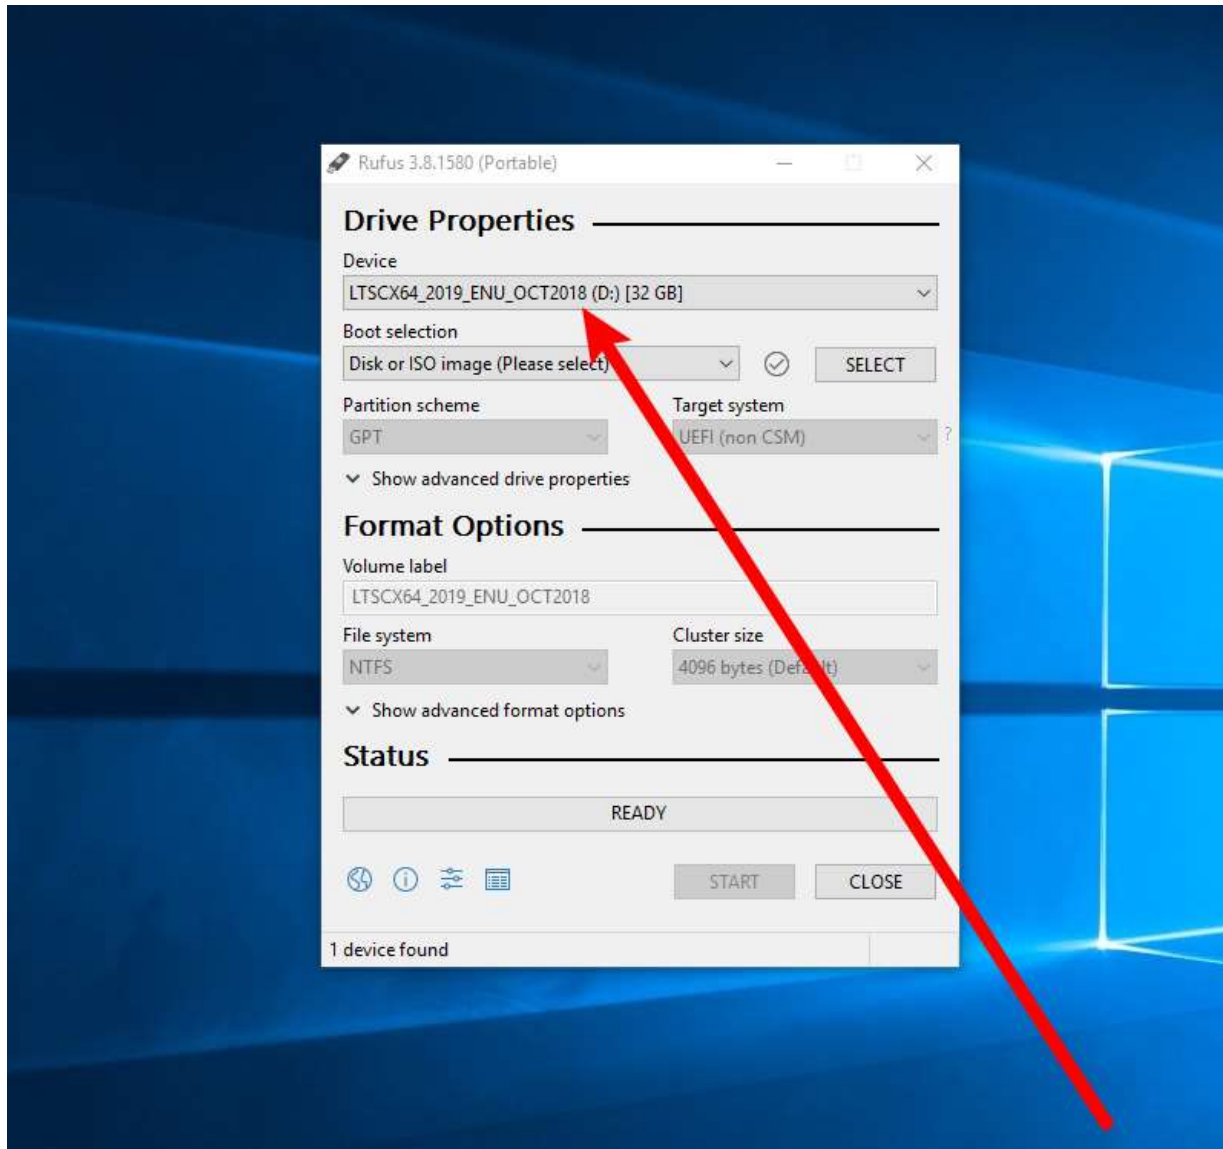 Rufus 3.8.1580 (Portable)
Drive Properties
Device
LTSCX64_2019_ENU_OCT2018 (D:) [32 GB]
Boot selection
Disk or ISO image (Please select)
SELECT
Partition scheme
Target system
GPT
UEFI (non CSM)
?
Show advanced drive properties
Format Options
Volume label
LTSCX64_2019_ENU_OCT2018
File system
Cluster size
NTFS
4096 bytes (Default)
Show advanced format options
Status
READY
START
CLOSE
1 device found